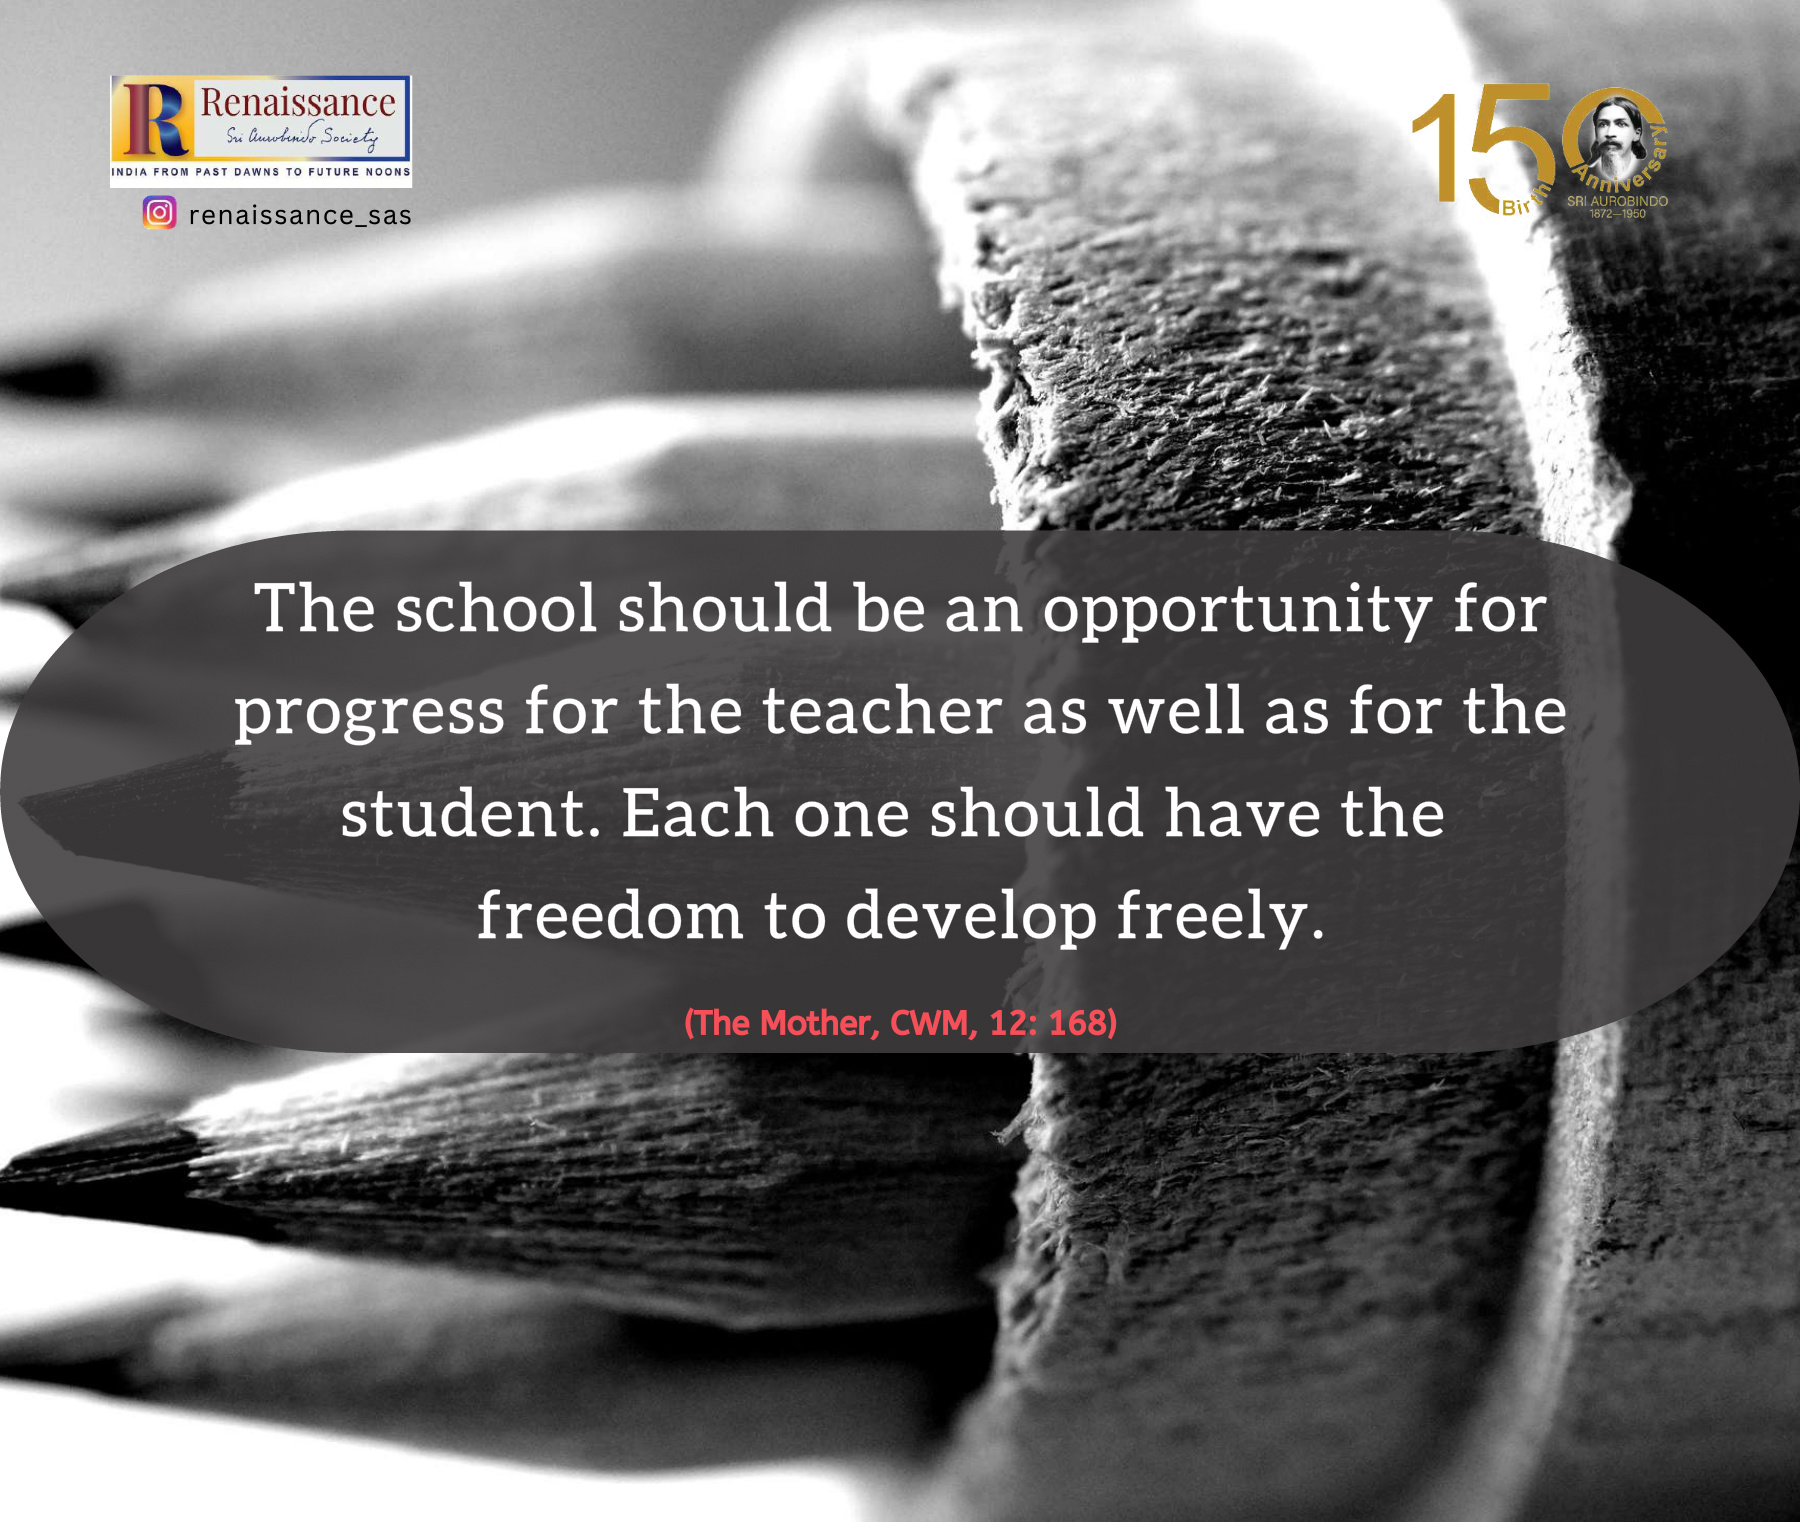 R Renaissance
Sri Aurobindo Society
INDIA FROM PAST DAWNS TO FUTURE NOONS
renaissance_sas
150
Birth Anniversary
SRI AUROBINDO
1872—1950
The school should be an opportunity for
progress for the teacher as well as for the
student. Each one should have the
freedom to develop freely.
(The Mother, CWM, 12: 168)